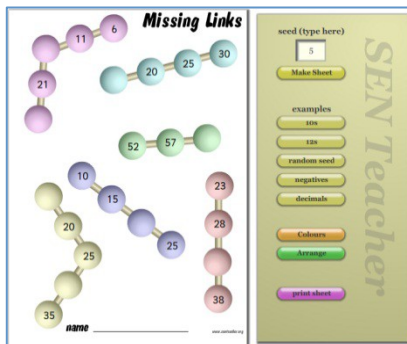 Missing Links
6
11
21
20 25 30
52 57
10
15
25
20
25
35
23
28
38
name
www.senteacher.org
seed (type here)
5
Make Sheet
examples
10s
12s
random seed
negatives
decimals
Colours
Arrange
print sheet
SEN Teacher